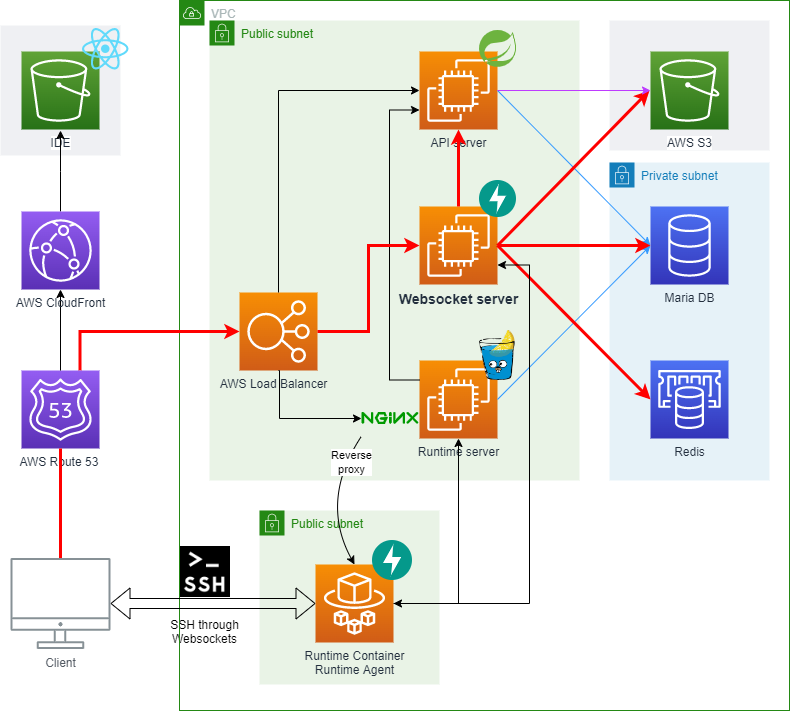 VPC
Public subnet
IDE
API server
AWS S3
Private subnet
AWS CloudFront
Websocket server
Maria DB
AWS Load Balancer
53
AWS Route 53
NGiNX
Runtime server
Redis
Reverse
proxy
Public subnet
>_
SSH
SSH through
Websockets
Client
Runtime Container
Runtime Agent